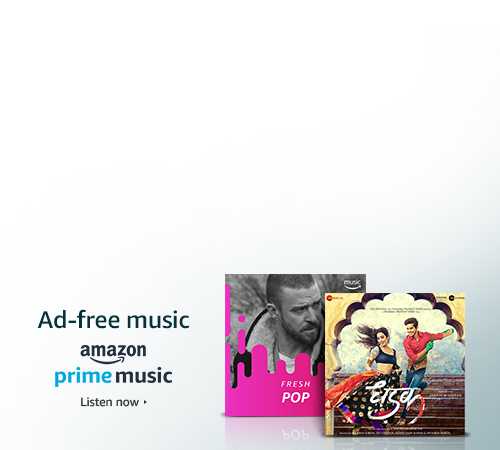 Ad-free music
amazon
prime music
Listen now
music
FRESH
POP
धड़क